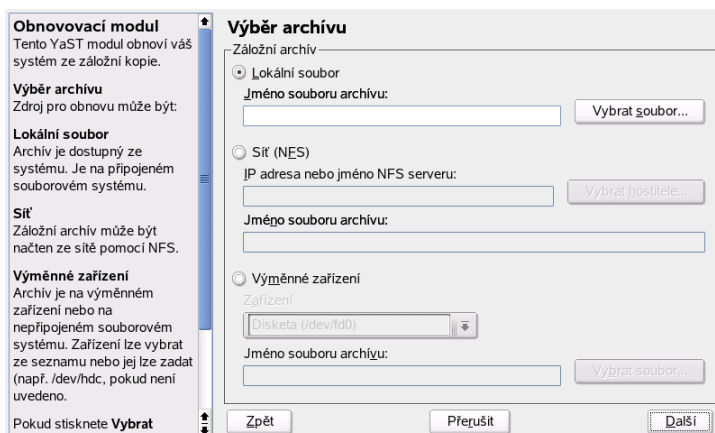 Obnovovací modul
Tento YaST modul obnoví váš
systém ze záložní kopie.
Výběr archívu
Zdroj pro obnovu může být:
Lokální soubor
Archív je dostupný ze
systému. Je na připojeném
souborovém systému.
Síť
Záložní archív může být
načten ze sítě pomocí NFS.
Výměnné zařízení
Archív je na výměnném
zařízení nebo na
nepřipojeném souborovém
systému. Zařízení lze vybrat
ze seznamu nebo jej lze zadat
(např. /dev/hdc, pokud není
uvedeno.
Pokud stisknete Vybrat
Výběr archívu
Záložní archív
Lokální soubor
Jméno souboru archívu:
Vybrat soubor...
Síť (NFS)
IP adresa nebo jméno NFS serveru:
Vybrat hostitele...
Jméno souboru archívu:
Výměnné zařízení
Zařízení
Disketa (/dev/fd0)
Jméno souboru archívu:
Vybrat soubor...
Zpět
Přerušit
Další